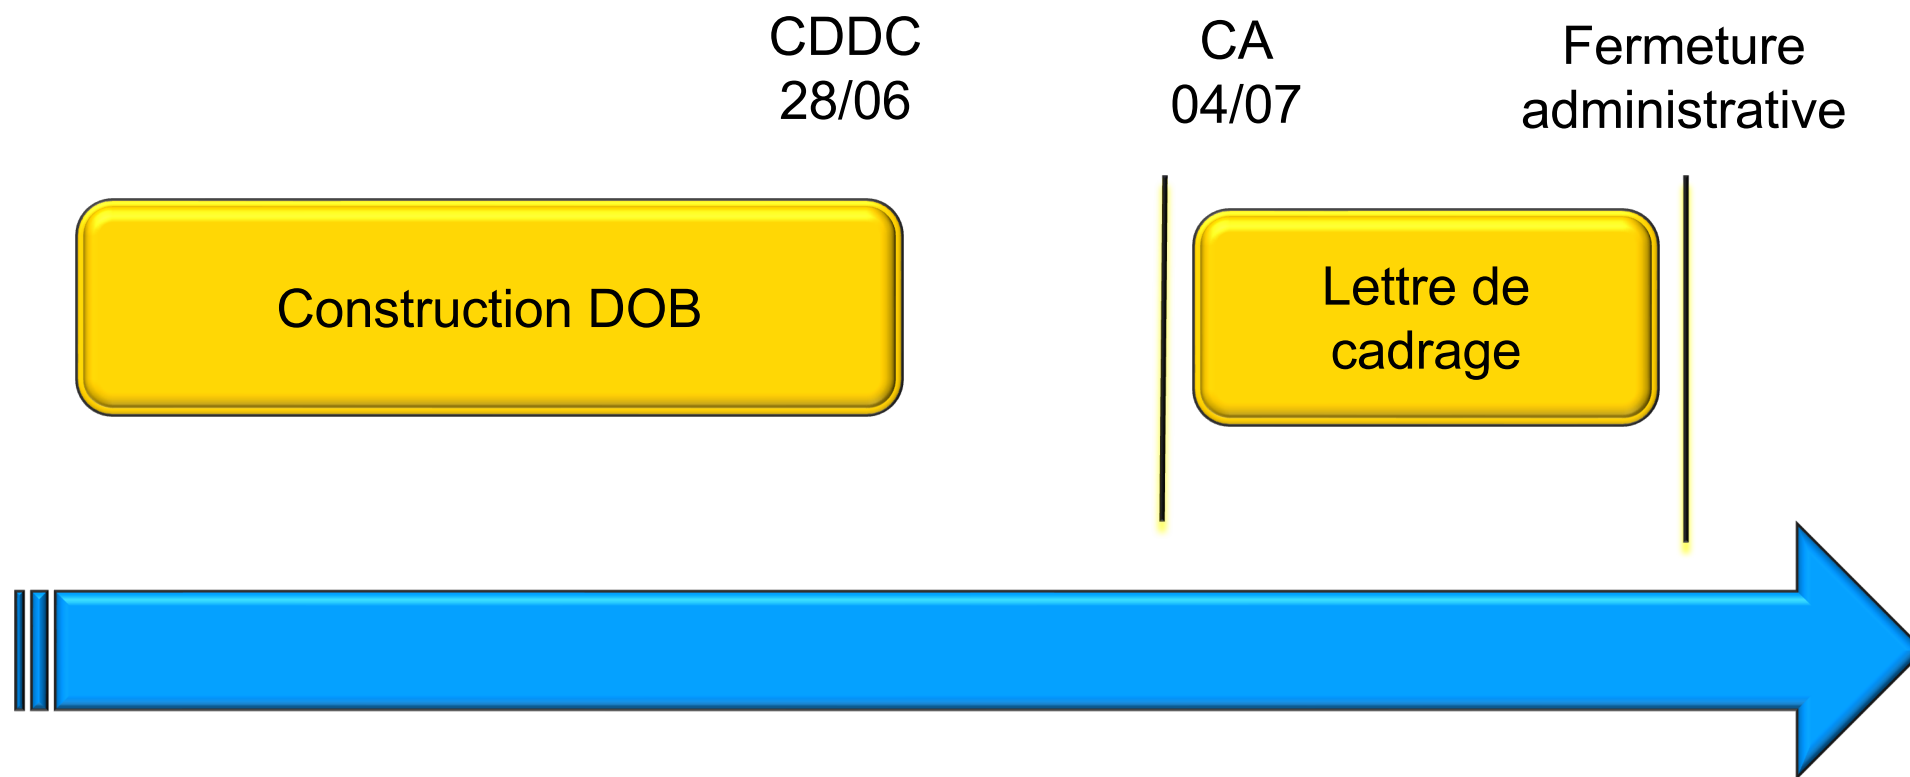 CDDC
28/06
CA
04/07
Fermeture
administrative
Construction DOB
Lettre de
cadrage